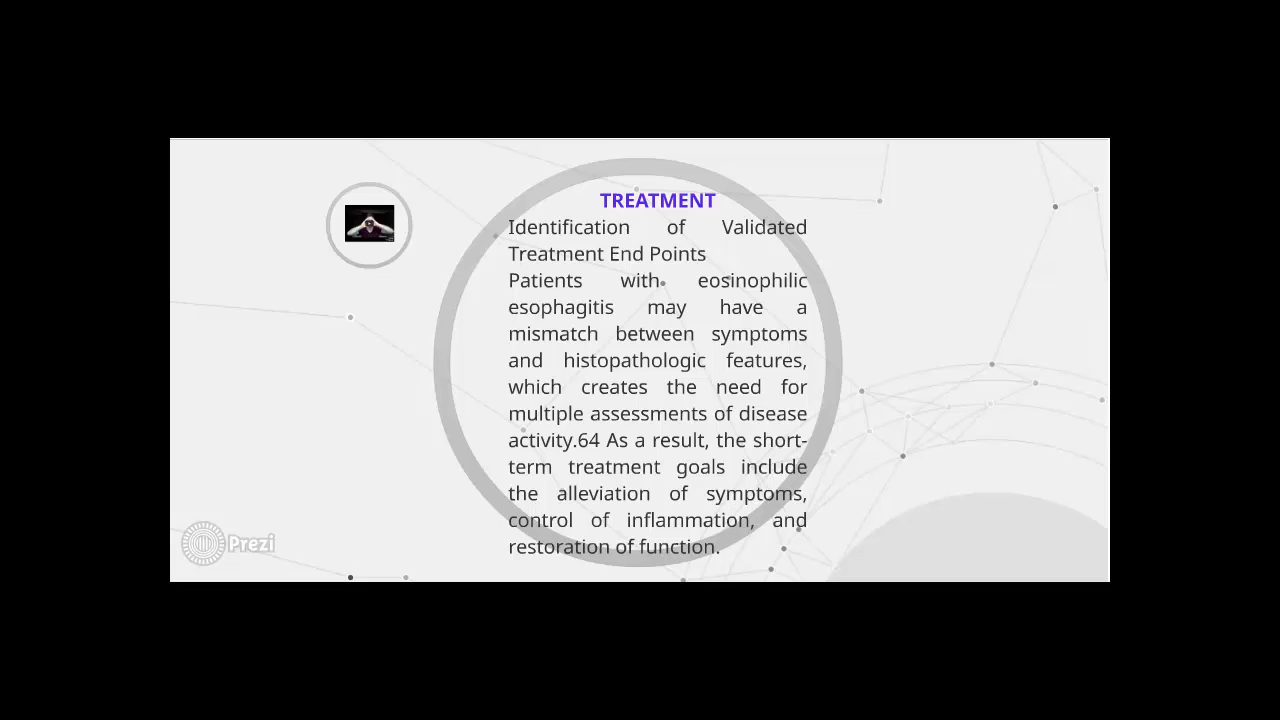 TREATMENT
Identification of Validated
Treatment End Points
Patients with eosinophilic
esophagitis may have a
mismatch between symptoms
and histopathologic features,
which creates the need for
multiple assessments of disease
activity.64 As a result, the short-
term treatment goals include
the alleviation of symptoms,
control of inflammation, and
restoration of function.
Prezi